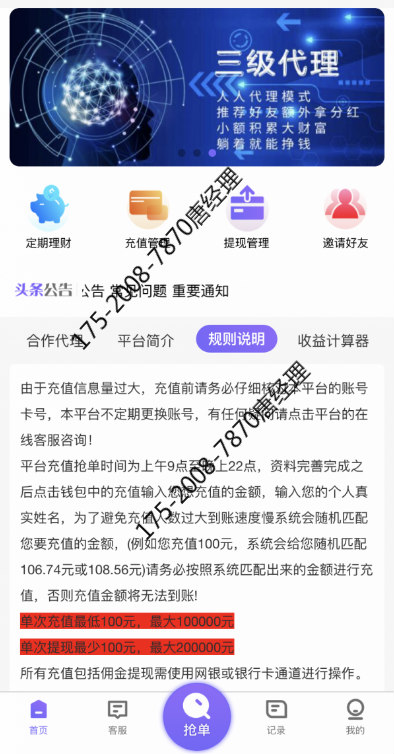 三级代理
人人代理模式
推荐好友额外拿分红
小额积累大财富
躺着就能挣钱
定期理财 充值管理 提现管理 邀请好友
头条公告 公告 常见问题 重要通知
合作代理 平台简介 规则说明 收益计算器
由于充值信息量过大，充值前请务必仔细核对本平台的账号
卡号，本平台不定期更换账号，有任何疑问请点击平台的在
线客服咨询！
平台充值抢单时间为上午9点至晚上22点，资料完善完成之
后点击钱包中的充值输入您想充值的金额，输入您的个人真
实姓名，为了避免充值人数过大到账速度慢系统会随机匹配
您要充值的金额，(例如您充值100元，系统会给您随机匹配
106.74元或108.56元)请务必按照系统匹配出来的金额进行充
值，否则充值金额将无法到账!
单次充值最低100元，最大100000元
单次提现最少100元，最大200000元
所有充值包括佣金提现需使用网银或银行卡通道进行操作。
首页 客服 抢单 记录 我的
175-2008-7870唐经理
175-2008-7870唐经理